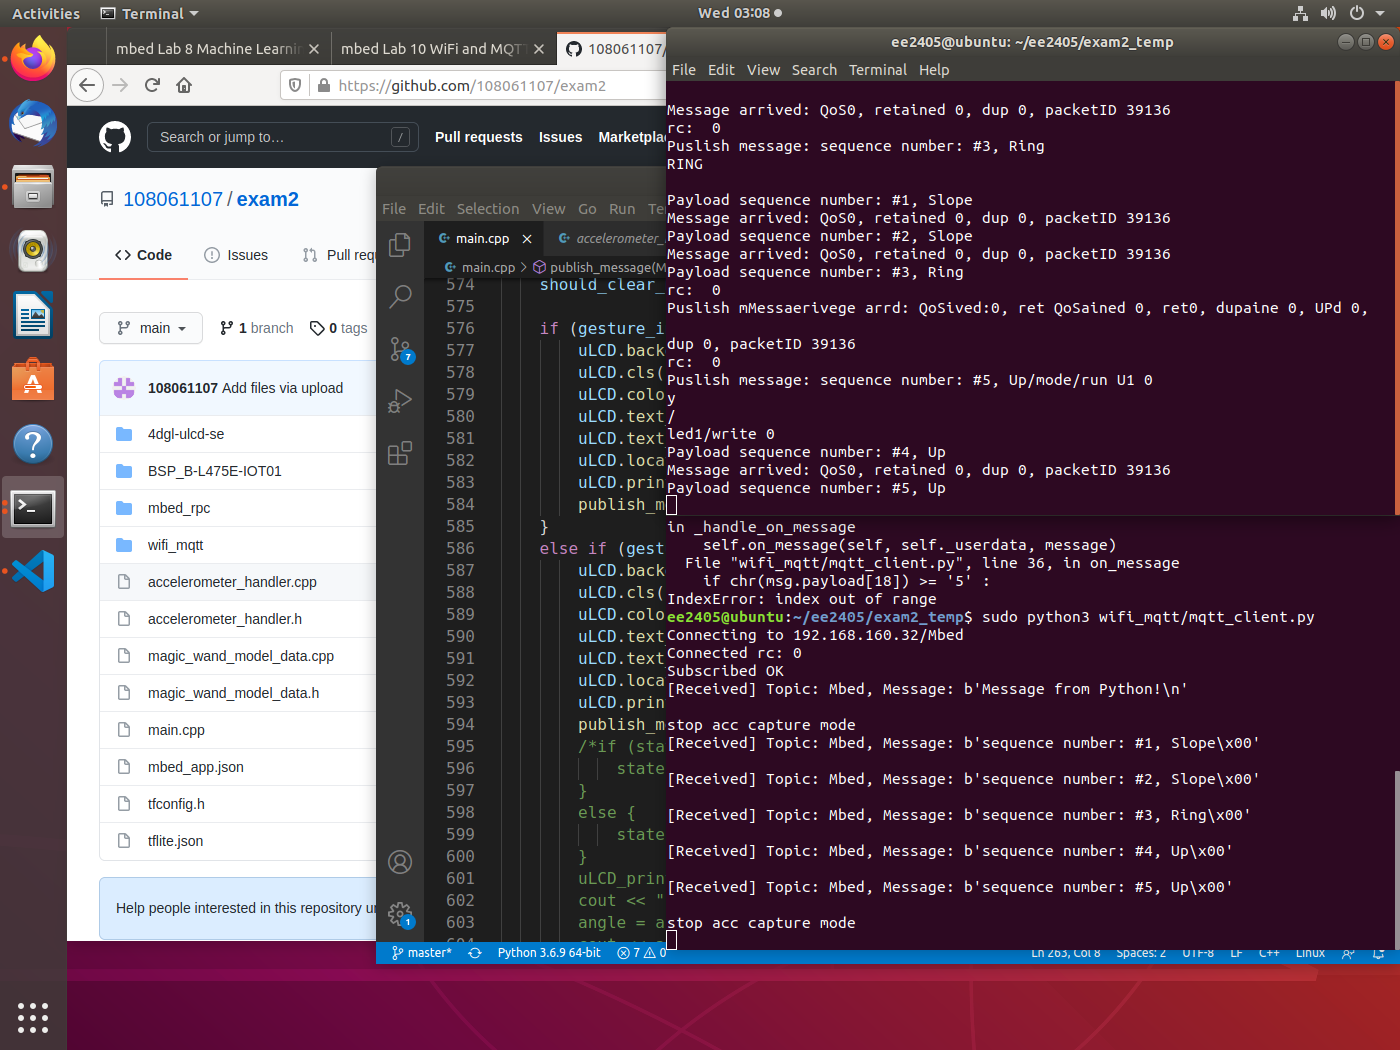 Activities
Terminal
Wed 03:08
mbed Lab 8 Machine Learnin
mbed Lab 10 WiFi and MQT
108061107/
https://github.com/108061107/exam2
Search or jump to…
/
Pull requests
Issues
Marketpla
108061107 / exam2
Code
Issues
Pull req
main
1 branch
0 tags
108061107 Add files via upload
4dgl-ulcd-se
BSP_B-L475E-IOT01
mbed_rpc
wifi_mqtt
accelerometer_handler.cpp
accelerometer_handler.h
magic_wand_model_data.cpp
magic_wand_model_data.h
main.cpp
mbed_app.json
tfconfig.h
tflite.json
Help people interested in this repository un
File Edit Selection View Go Run Te
main.cpp
accelerometer_
main.cpp > publish_message(M
7
1
574 should_clear_
575
576 if (gesture_i
577 uLCD.back
578 uLCD.cls(
579 uLCD.colo
580 uLCD.text
581 uLCD.text
582 uLCD.loca
583 uLCD.prin
584 publish_m
585 }
586 else if (gest
587 uLCD.back
588 uLCD.cls(
589 uLCD.colo
590 uLCD.text
591 uLCD.text
592 uLCD.loca
593 uLCD.prin
594 publish_m
595 /*if (sta
596 state
597 }
598 else {
599 state
600 }
601 uLCD_prin
602 cout << "
603 angle = a
master*
Python 3.6.9 64-bit
7
0
Ln 263, Col 8
Spaces: 2
UTF-8
LF
C++
Linux
ee2405@ubuntu: ~/ee2405/exam2_temp
File Edit View Search Terminal Help
Message arrived: QoS0, retained 0, dup 0, packetID 39136
rc:  0
Puslish message: sequence number: #3, Ring
RING
Payload sequence number: #1, Slope
Message arrived: QoS0, retained 0, dup 0, packetID 39136
Payload sequence number: #2, Slope
Message arrived: QoS0, retained 0, dup 0, packetID 39136
Payload sequence number: #3, Ring
rc:  0
Puslish mMessaerivege arrd: QoSived:0, ret QoSained 0, ret0, dupaine 0, UPd 0,
dup 0, packetID 39136
rc:  0
Puslish message: sequence number: #5, Up/mode/run U1 0
y
/
led1/write 0
Payload sequence number: #4, Up
Message arrived: QoS0, retained 0, dup 0, packetID 39136
Payload sequence number: #5, Up
in _handle_on_message
self.on_message(self, self._userdata, message)
File "wifi_mqtt/mqtt_client.py", line 36, in on_message
if chr(msg.payload[18]) >= '5' :
IndexError: index out of range
ee2405@ubuntu:~/ee2405/exam2_temp$ sudo python3 wifi_mqtt/mqtt_client.py
Connecting to 192.168.160.32/Mbed
Connected rc: 0
Subscribed OK
[Received] Topic: Mbed, Message: b'Message from Python!\n'
stop acc capture mode
[Received] Topic: Mbed, Message: b'sequence number: #1, Slope\x00'
[Received] Topic: Mbed, Message: b'sequence number: #2, Slope\x00'
[Received] Topic: Mbed, Message: b'sequence number: #3, Ring\x00'
[Received] Topic: Mbed, Message: b'sequence number: #4, Up\x00'
[Received] Topic: Mbed, Message: b'sequence number: #5, Up\x00'
stop acc capture mode